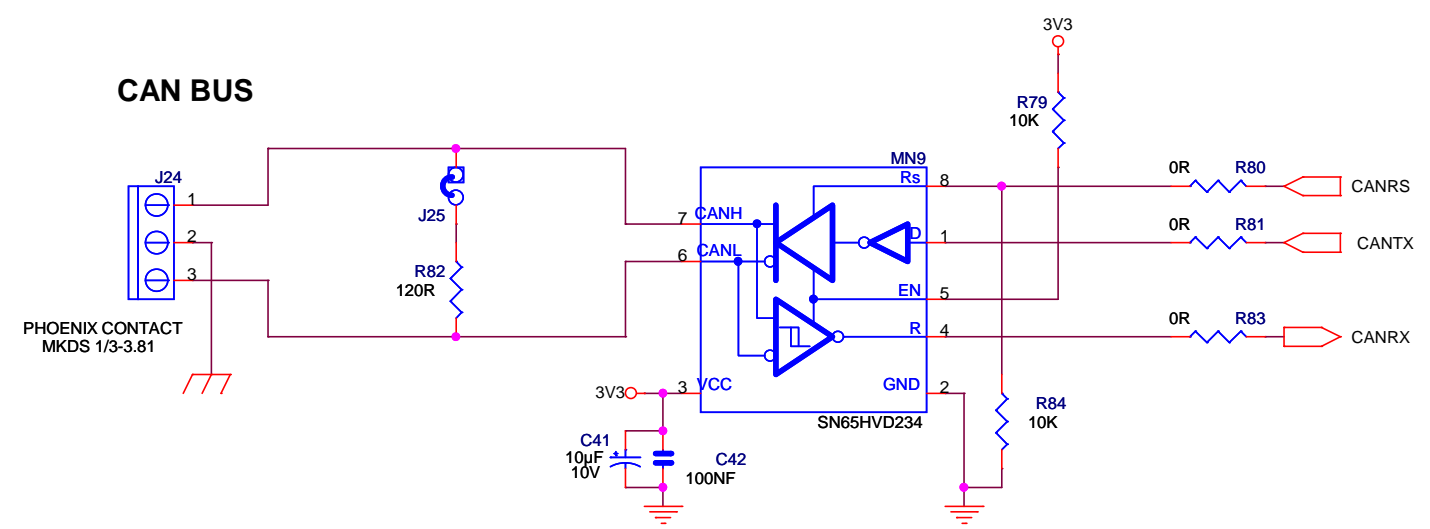 CAN BUS
3V3
R79
10K
MN9
J24
1
2
3
PHOENIX CONTACT
MKDS 1/3-3.81
J25
R82
120R
7
CANH
6
CANL
3
VCC
Rs
8
D
1
EN
5
R
4
GND
2
SN65HVD234
0R
R80
CANRS
0R
R81
CANTX
0R
R83
CANRX
R84
10K
3V3
C41
10µF
10V
+
C42
100NF